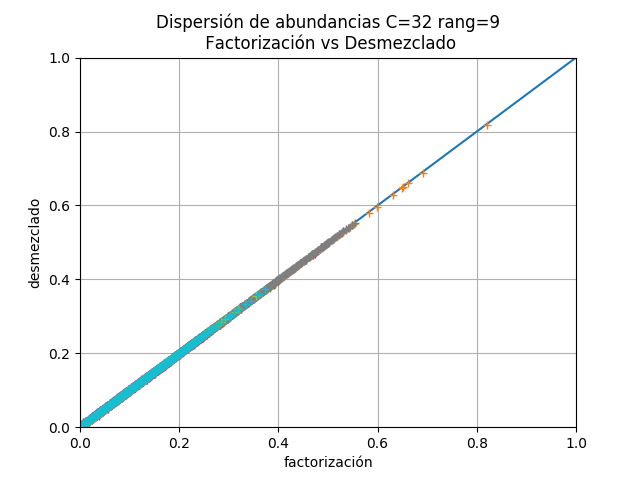 Dispersión de abundancias C=32 rang=9
Factorización vs Desmezclado
1.0
0.8
0.6
0.4
0.2
0.0
desmezclado
0.0 0.2 0.4 0.6 0.8 1.0
factorización